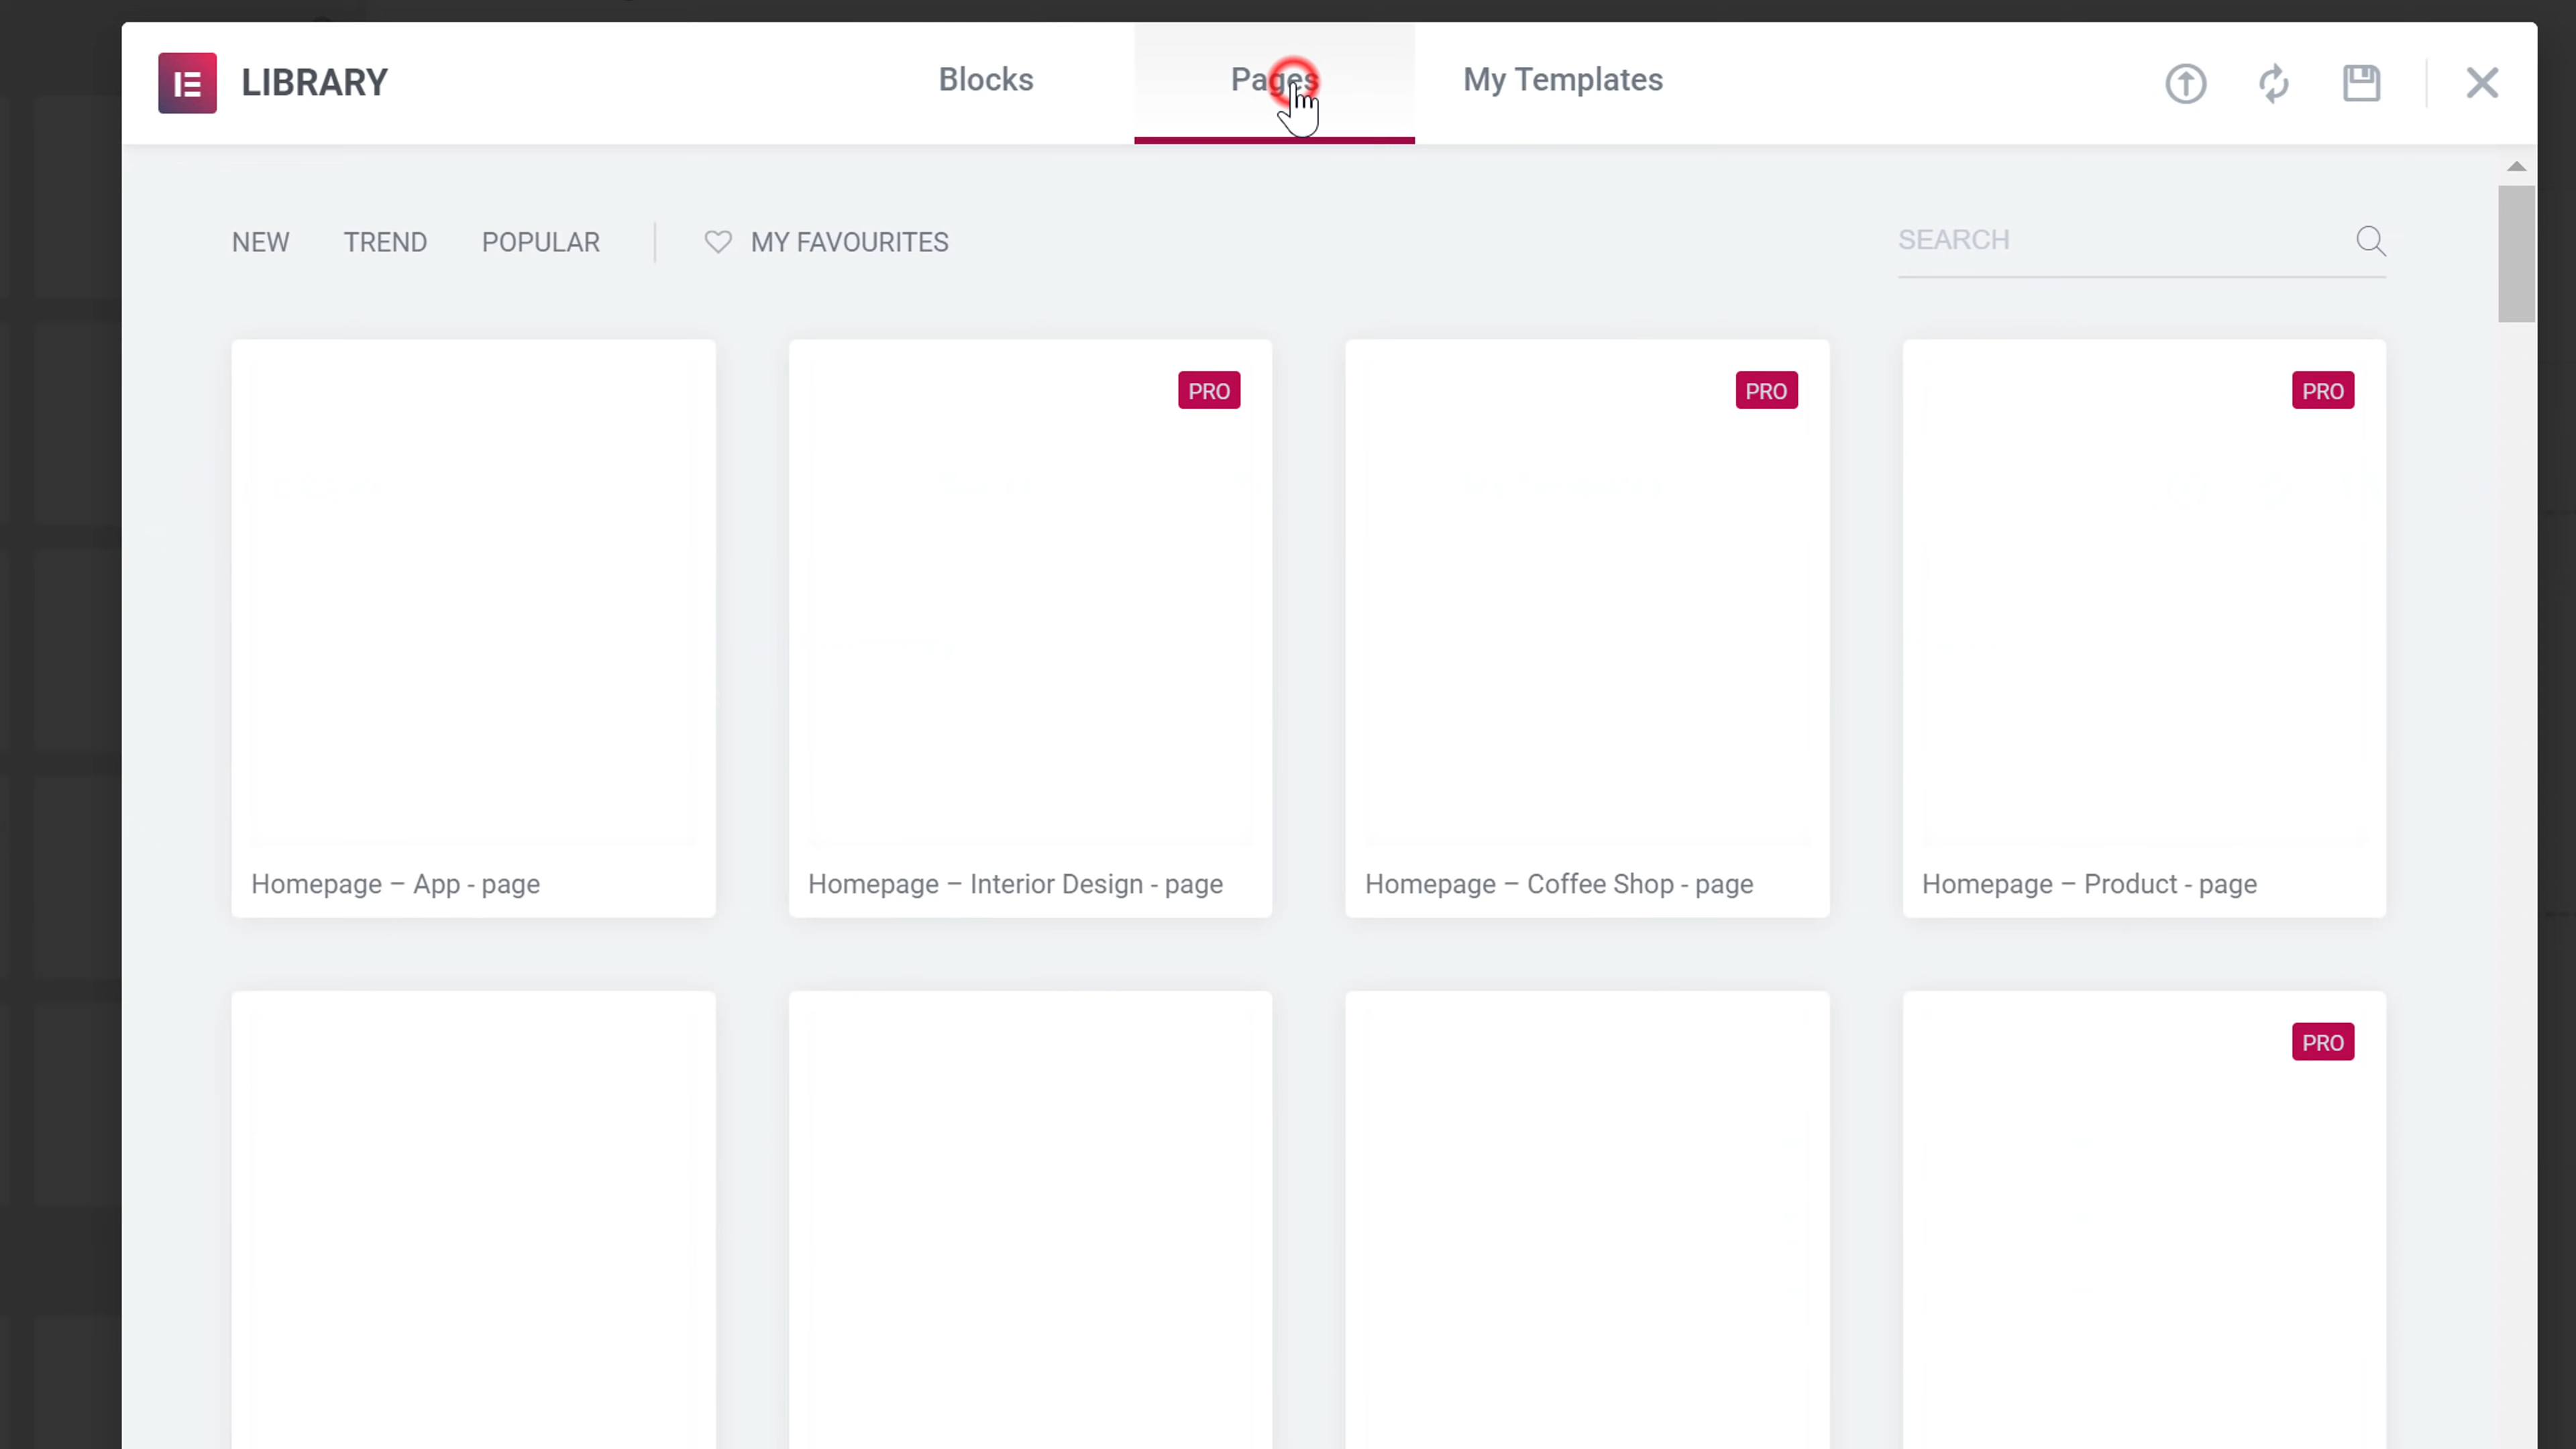 LIBRARY
Blocks
Pages
My Templates
NEW
TREND
POPULAR
MY FAVOURITES
SEARCH
PRO
PRO
PRO
Homepage – App - page
Homepage – Interior Design - page
Homepage – Coffee Shop - page
Homepage – Product - page
PRO